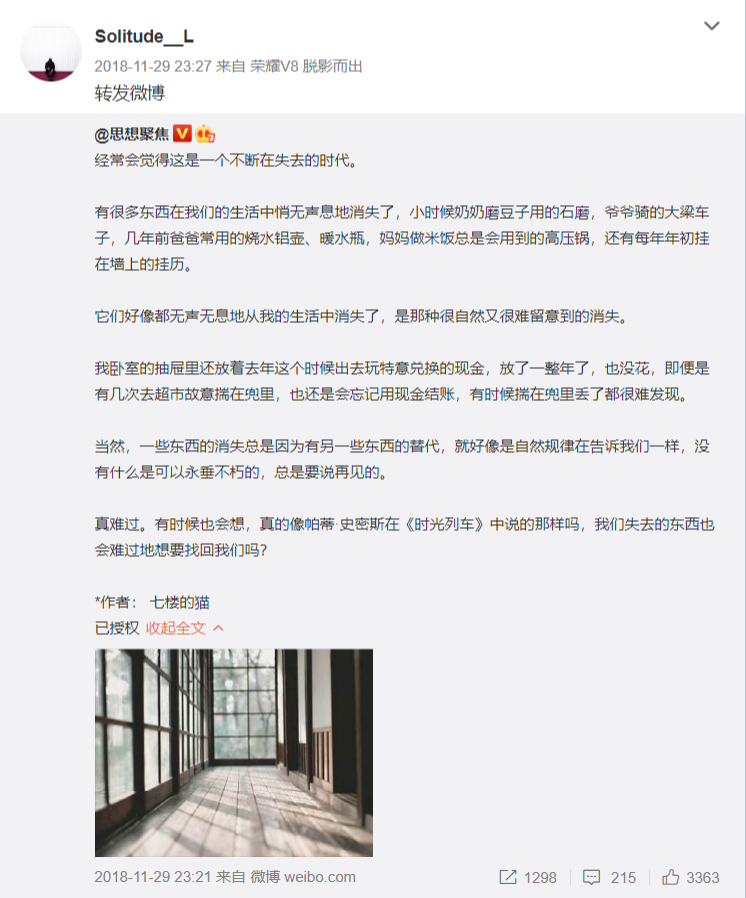 Solitude__L
2018-11-29 23:27 来自 荣耀V8 脱影而出
转发微博
@思想聚焦
经常会觉得这是一个不断在失去的时代。
有很多东西在我们的生活中悄无声息地消失了，小时候奶奶磨豆子用的石磨，爷爷骑的大梁车
子，几年前爸爸常用的烧水铝壶、暖水瓶，妈妈做米饭总是会用到的高压锅，还有每年年初挂
在墙上的挂历。
它们好像都无声无息地从我的生活中消失了，是那种很自然又很难留意到的消失。
我卧室的抽屉里还放着去年这个时候出去玩特意兑换的现金，放了一整年了，也没花，即便是
有几次去超市故意揣在兜里，也还是会忘记用现金结账，有时候揣在兜里丢了都很难发现。
当然，一些东西的消失总是因为有另一些东西的替代，就好像是自然规律在告诉我们一样，没
有什么是可以永垂不朽的，总是要说再见的。
真难过。有时候也会想，真的像帕蒂·史密斯在《时光列车》中说的那样吗，我们失去的东西也
会难过地想要找回我们吗？
*作者： 七楼的猫
已授权 收起全文
2018-11-29 23:21 来自 微博 weibo.com
1298 215 3363